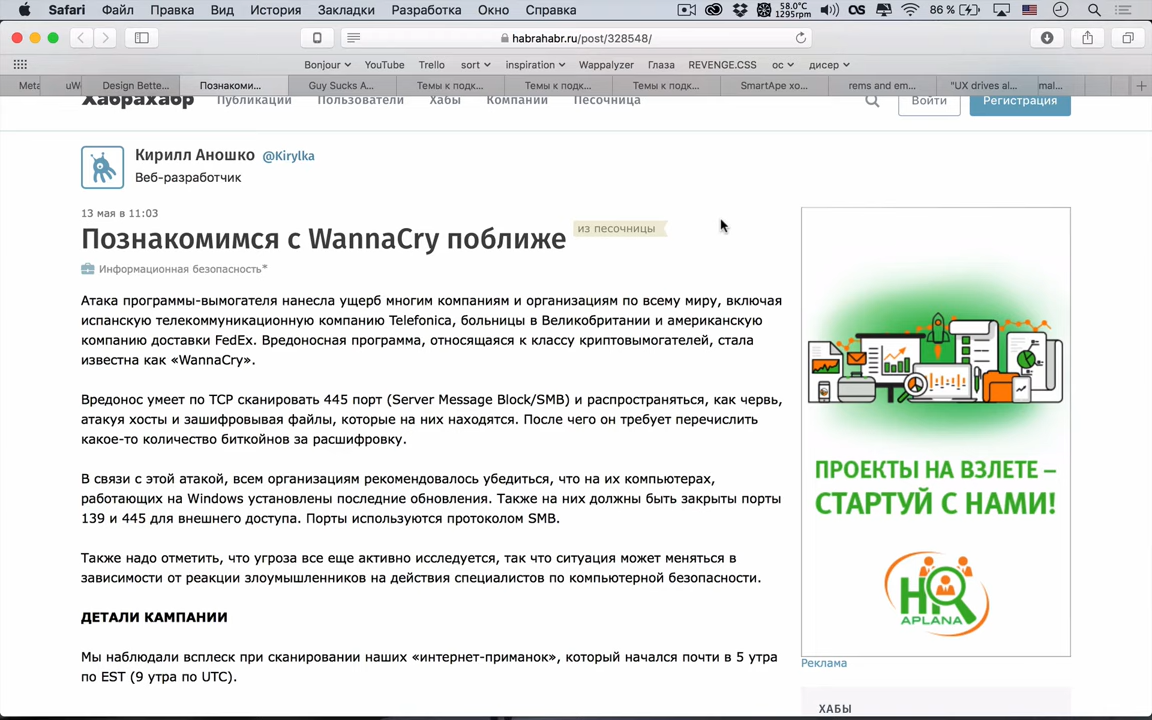 Safari Файл Правка Вид История Закладки Разработка Окно Справка 58.0°C 1295rpm 86 %
habrahabr.ru/post/328548/
Bonjour YouTube Trello sort inspiration Wappalyzer Глаза REVENGE.CSS ос дисер
Meta uW Design Bette... Познакоми... Guy Sucks A... Темы к подк... Темы к подк... Темы к подк... SmartApe хо... rems and em... "UX drives al... mal...
Хабрахабр Публикации Пользователи Хабы Компании Песочница Войти Регистрация
Кирилл Аношко @Kirylka
Веб-разработчик
13 мая в 11:03
Познакомимся с WannaCry поближе из песочницы
Информационная безопасность*
Атака программы-вымогателя нанесла ущерб многим компаниям и организациям по всему миру, включая
испанскую телекоммуникационную компанию Telefonica, больницы в Великобритании и американскую
компанию доставки FedEx. Вредоносная программа, относящаяся к классу криптовымогателей, стала
известна как «WannaCry».
Вредонос умеет по TCP сканировать 445 порт (Server Message Block/SMB) и распространяться, как червь,
атакуя хосты и зашифровывая файлы, которые на них находятся. После чего он требует перечислить
какое-то количество биткойнов за расшифровку.
В связи с этой атакой, всем организациям рекомендовалось убедиться, что на их компьютерах,
работающих на Windows установлены последние обновления. Также на них должны быть закрыты порты
139 и 445 для внешнего доступа. Порты используются протоколом SMB.
Также надо отметить, что угроза все еще активно исследуется, так что ситуация может меняться в
зависимости от реакции злоумышленников на действия специалистов по компьютерной безопасности.
ДЕТАЛИ КАМПАНИИ
Мы наблюдали всплеск при сканировании наших «интернет-приманок», который начался почти в 5 утра
по EST (9 утра по UTC).
ПРОЕКТЫ НА ВЗЛЕТЕ –
СТАРТУЙ С НАМИ!
HR
APLANA
Реклама
ХАБЫ